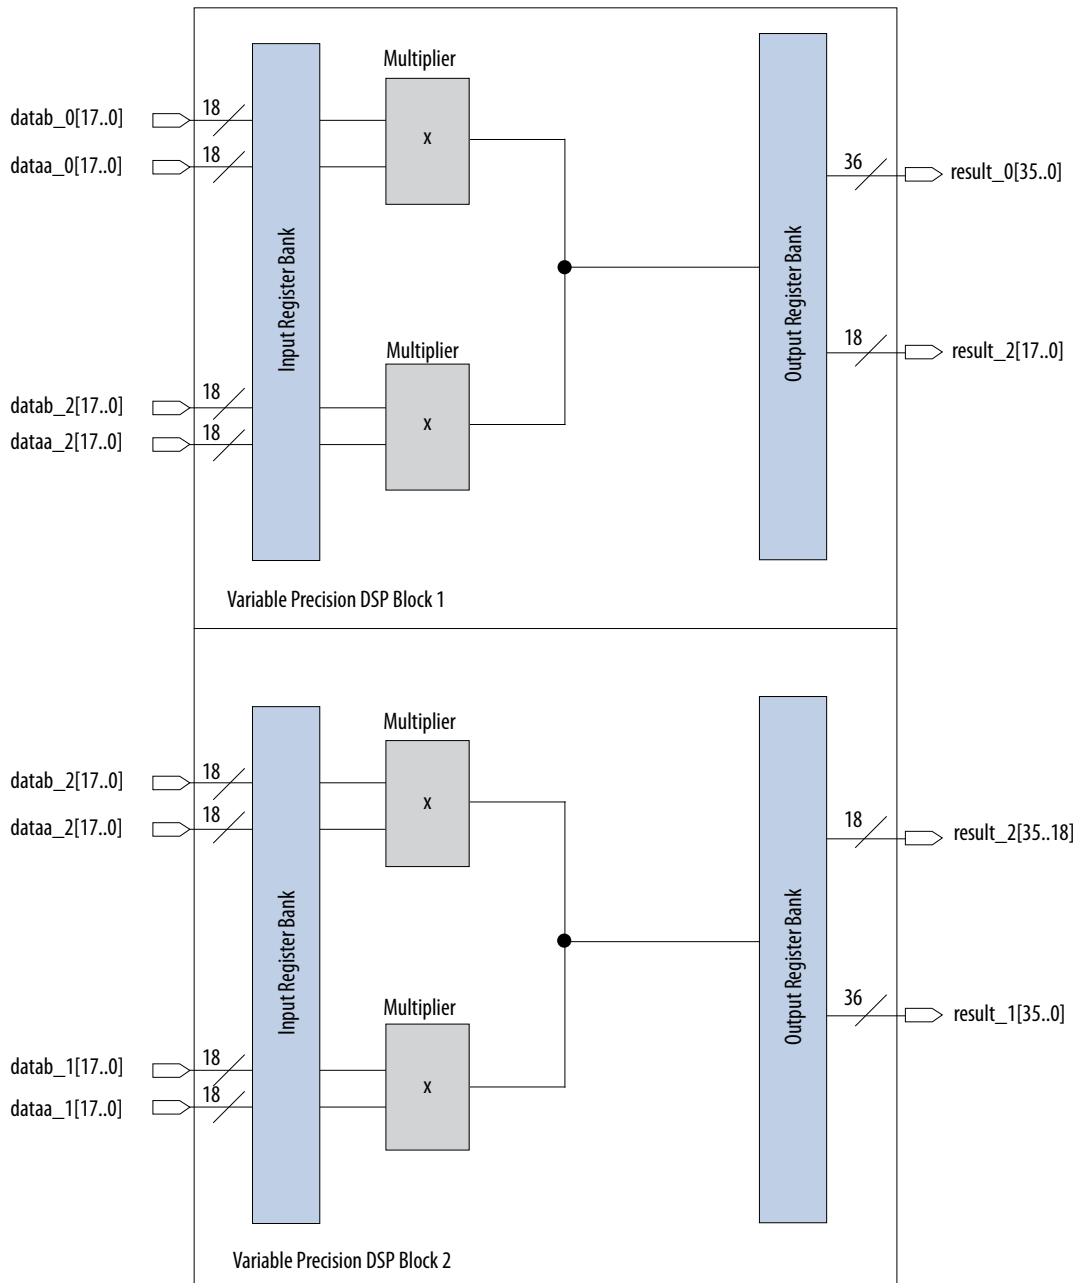 Multiplier
datab_0[17..0]
18
x
dataa_0[17..0]
18
36
result_0[35..0]
Input Register Bank
Output Register Bank
Multiplier
18
result_2[17..0]
datab_2[17..0]
18
x
dataa_2[17..0]
18
Variable Precision DSP Block 1
Multiplier
datab_2[17..0]
18
x
dataa_2[17..0]
18
18
result_2[35..18]
Input Register Bank
Output Register Bank
Multiplier
36
result_1[35..0]
datab_1[17..0]
18
x
dataa_1[17..0]
18
Variable Precision DSP Block 2